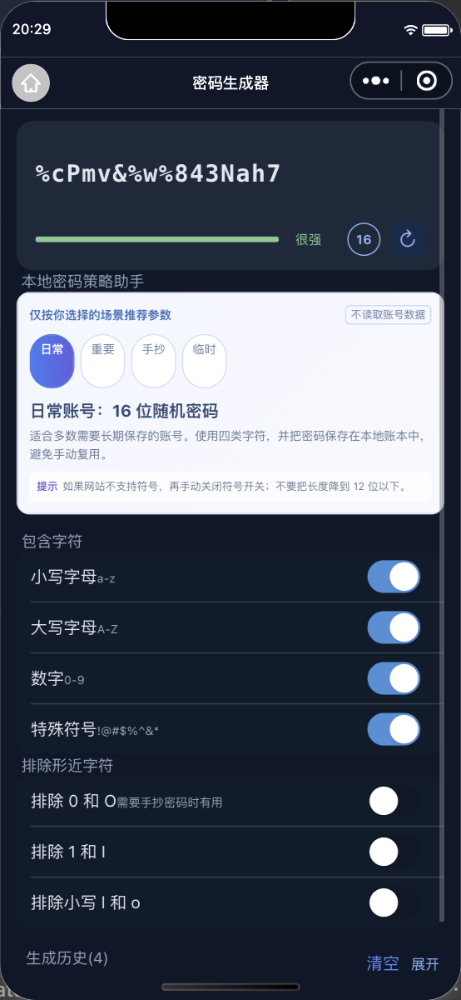 20:29
密码生成器
%cPmv&%w%843Nah7
很强
16
本地密码策略助手
仅按你选择的场景推荐参数
不读取账号数据
日常
重要
手抄
临时
日常账号：16 位随机密码
适合多数需要长期保存的账号。使用四类字符，并把密码保存在本地账本中，
避免手动复用。
提示 如果网站不支持符号，再手动关闭符号开关；不要把长度降到 12 位以下。
包含字符
小写字母a-z
大写字母A-Z
数字0-9
特殊符号!@#$%^&*
排除形近字符
排除 0 和 O需要手抄密码时有用
排除 1 和 l
排除小写 l 和 o
生成历史(4)
清空
展开